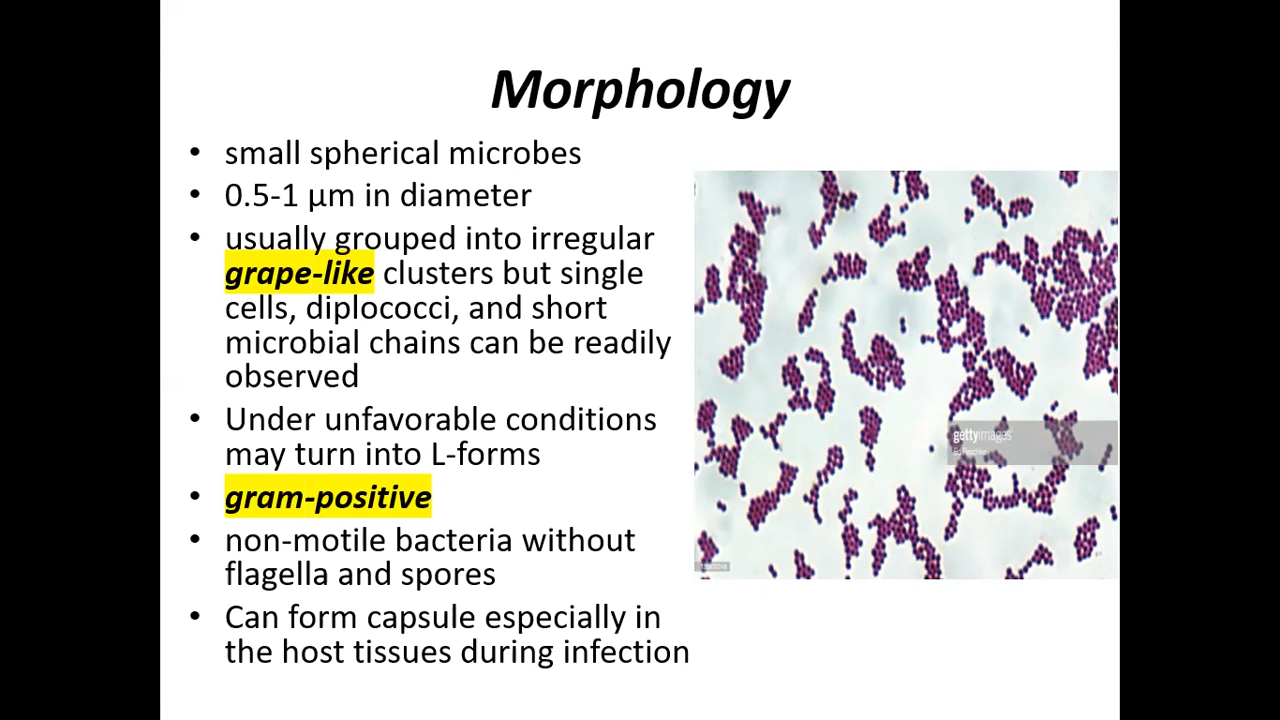 Morphology
• small spherical microbes
• 0.5-1 μm in diameter
• usually grouped into irregular
grape-like clusters but single
cells, diplococci, and short
microbial chains can be readily
observed
• Under unfavorable conditions
may turn into L-forms
• gram-positive
• non-motile bacteria without
flagella and spores
• Can form capsule especially in
the host tissues during infection
gettyimages